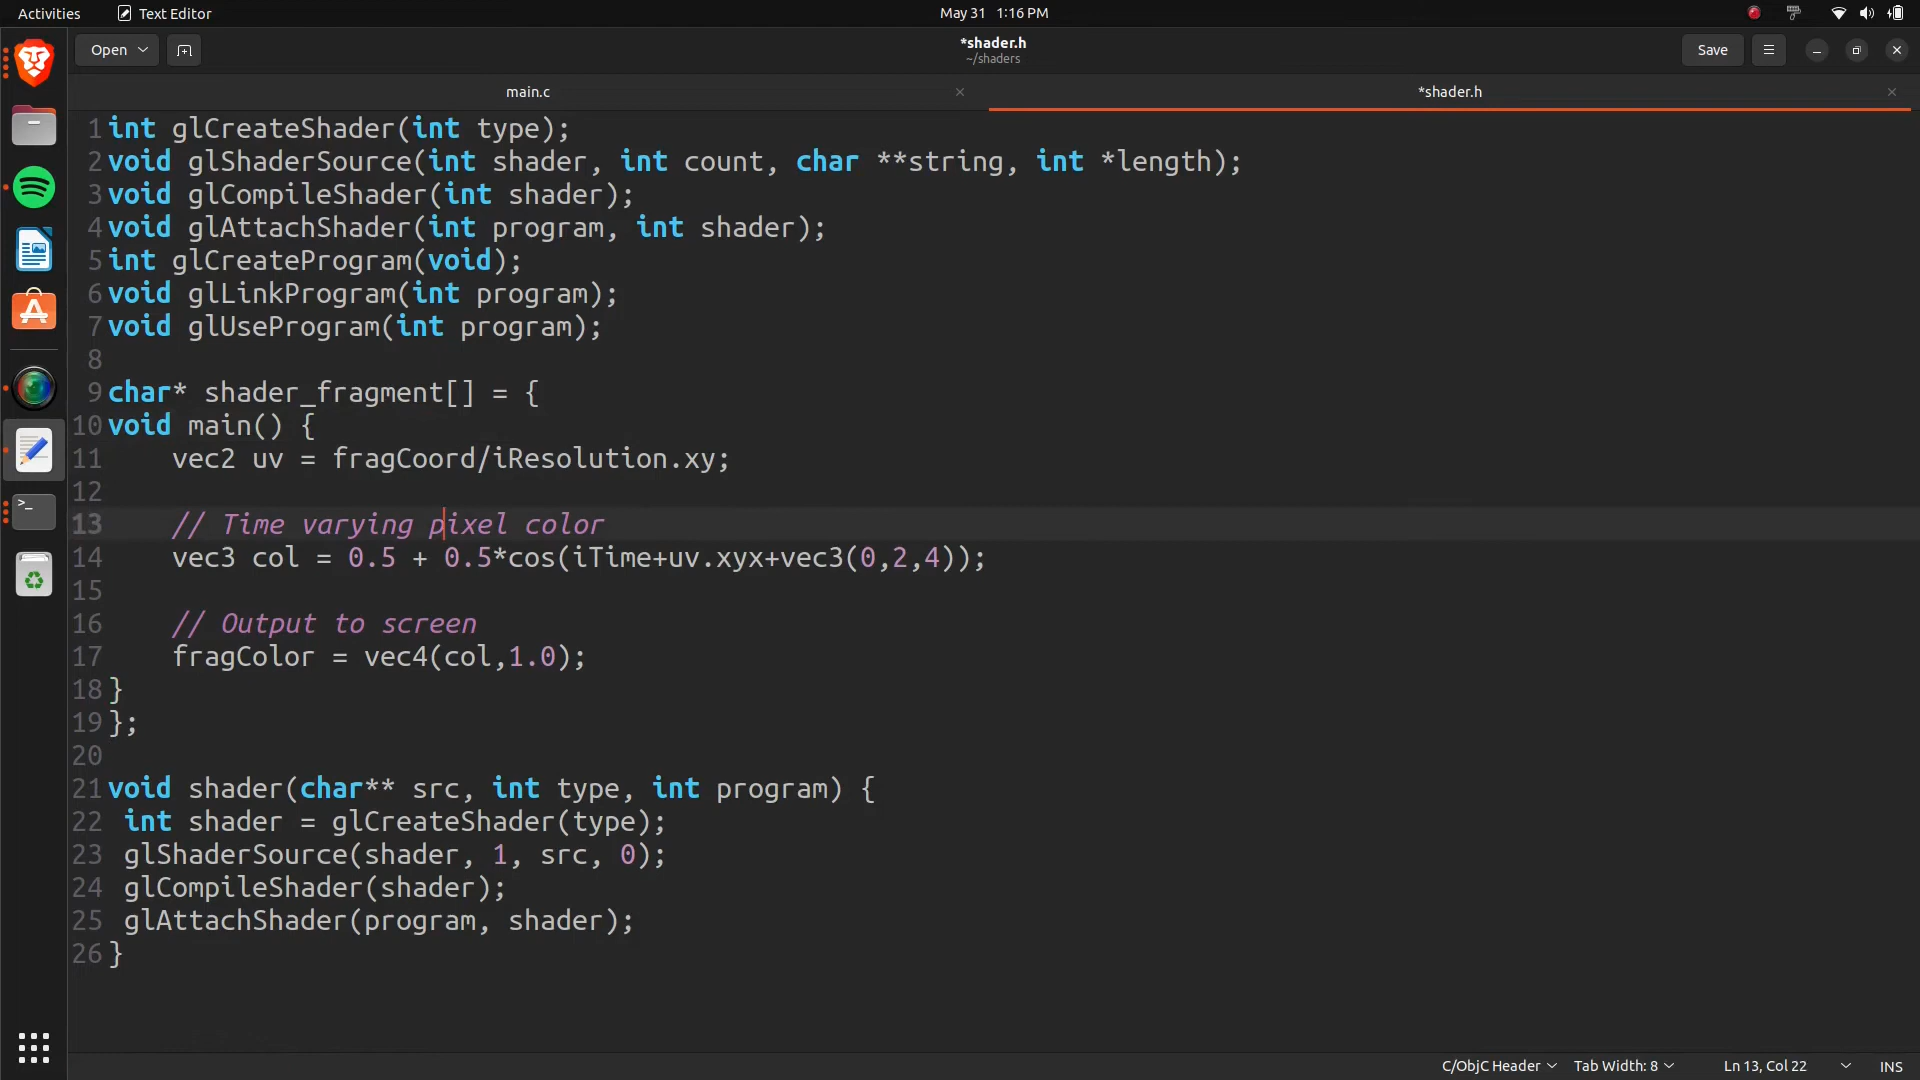 Activities Text Editor May 31 1:16 PM
Open *shader.h Save
~/shaders
main.c *shader.h
1 int glCreateShader(int type);
2 void glShaderSource(int shader, int count, char **string, int *length);
3 void glCompileShader(int shader);
4 void glAttachShader(int program, int shader);
5 int glCreateProgram(void);
6 void glLinkProgram(int program);
7 void glUseProgram(int program);
8
9 char* shader_fragment[] = {
10 void main() {
11 vec2 uv = fragCoord/iResolution.xy;
12
13 // Time varying pixel color
14 vec3 col = 0.5 + 0.5*cos(iTime+uv.xyx+vec3(0,2,4));
15
16 // Output to screen
17 fragColor = vec4(col,1.0);
18 }
19 };
20
21 void shader(char** src, int type, int program) {
22 int shader = glCreateShader(type);
23 glShaderSource(shader, 1, src, 0);
24 glCompileShader(shader);
25 glAttachShader(program, shader);
26 }
C/ObjC Header Tab Width: 8 Ln 13, Col 22 INS